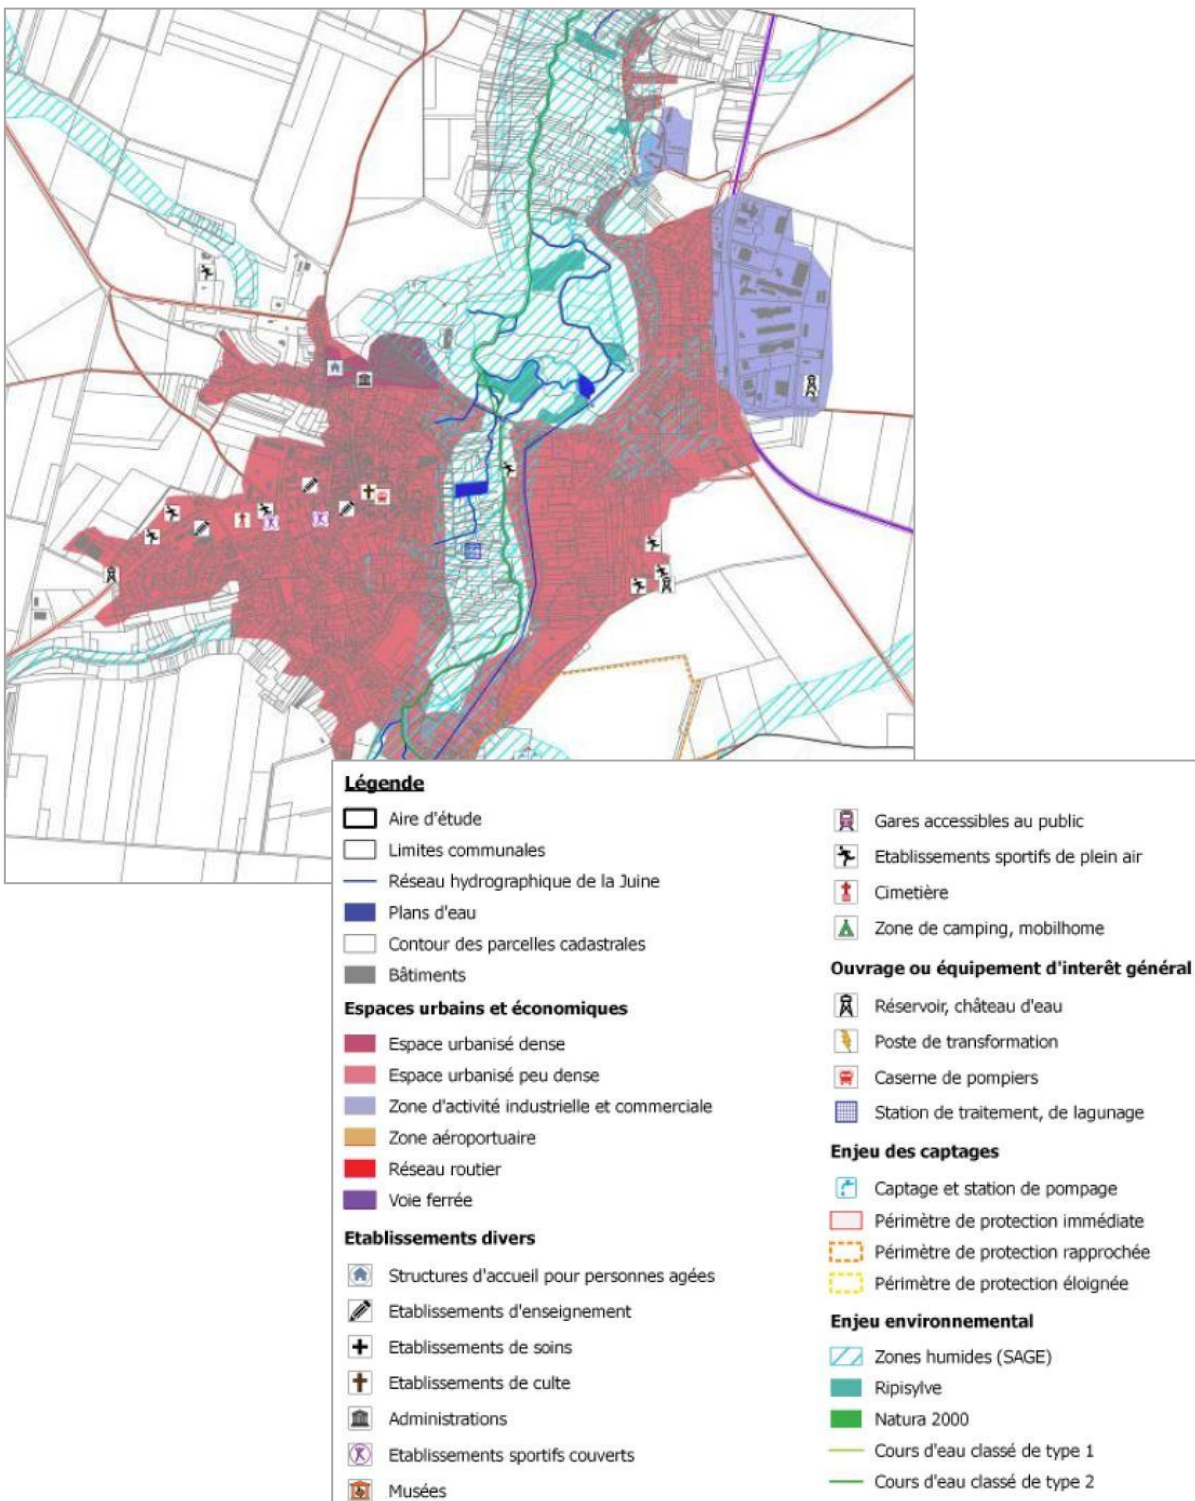 Légende
Aire d'étude
Limites communales
Réseau hydrographique de la Juine
Plans d'eau
Contour des parcelles cadastrales
Bâtiments
Espaces urbains et économiques
Espace urbanisé dense
Espace urbanisé peu dense
Zone d'activité industrielle et commerciale
Zone aéroportuaire
Réseau routier
Voie ferrée
Etablissements divers
Structures d'accueil pour personnes agées
Etablissements d'enseignement
Etablissements de soins
Etablissements de culte
Administrations
Etablissements sportifs couverts
Musées
Gares accessibles au public
Etablissements sportifs de plein air
Cimetière
Zone de camping, mobilhome
Ouvrage ou équipement d'interêt général
Réservoir, château d'eau
Poste de transformation
Caserne de pompiers
Station de traitement, de lagunage
Enjeu des captages
Captage et station de pompage
Périmètre de protection immédiate
Périmètre de protection rapprochée
Périmètre de protection éloignée
Enjeu environnemental
Zones humides (SAGE)
Ripisylve
Natura 2000
Cours d'eau classé de type 1
Cours d'eau classé de type 2